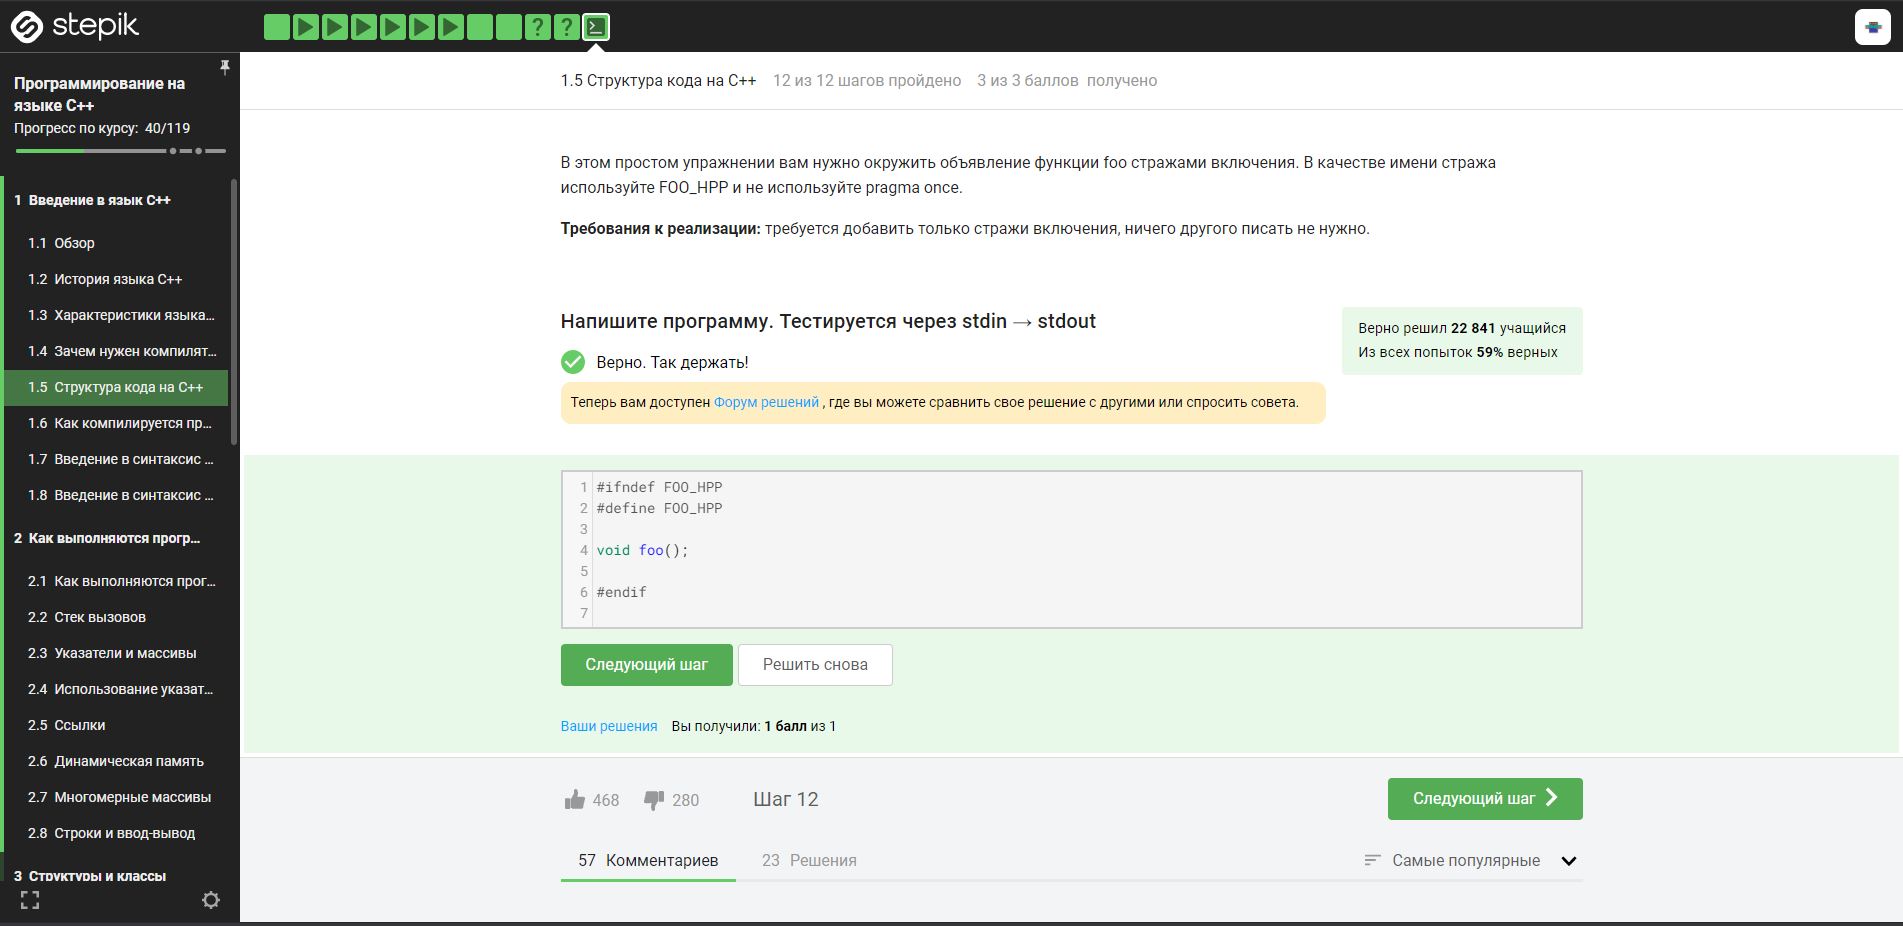 stepik
? ?
Программирование на
языке C++
Прогресс по курсу: 40/119
1 Введение в язык C++
1.1 Обзор
1.2 История языка C++
1.3 Характеристики языка...
1.4 Зачем нужен компилят...
1.5 Структура кода на C++
1.6 Как компилируется пр...
1.7 Введение в синтаксис ...
1.8 Введение в синтаксис ...
2 Как выполняются прогр...
2.1 Как выполняются прог...
2.2 Стек вызовов
2.3 Указатели и массивы
2.4 Использование указат...
2.5 Ссылки
2.6 Динамическая память
2.7 Многомерные массивы
2.8 Строки и ввод-вывод
3 Структуры и классы
1.5 Структура кода на C++ 12 из 12 шагов пройдено 3 из 3 баллов получено
В этом простом упражнении вам нужно окружить объявление функции foo стражами включения. В качестве имени стража
используйте FOO_HPP и не используйте pragma once.
Требования к реализации: требуется добавить только стражи включения, ничего другого писать не нужно.
Напишите программу. Тестируется через stdin → stdout
Верно решил 22 841 учащийся
Из всех попыток 59% верных
Верно. Так держать!
Теперь вам доступен Форум решений , где вы можете сравнить свое решение с другими или спросить совета.
1 #ifndef FOO_HPP
2 #define FOO_HPP
3
4 void foo();
5
6 #endif
7
Следующий шаг Решить снова
Ваши решения Вы получили: 1 балл из 1
468 280 Шаг 12 Следующий шаг
57 Комментариев 23 Решения Самые популярные